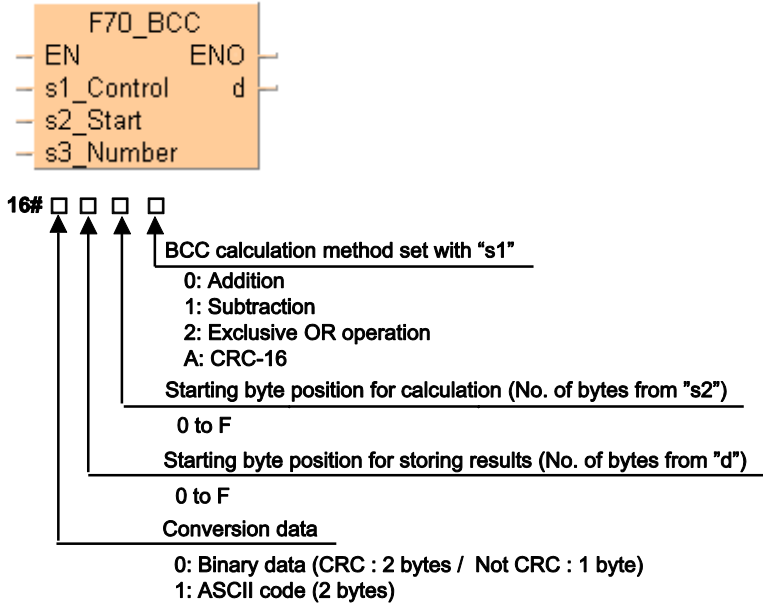 F70_BCC
EN ENO
s1_Control d
s2_Start
s3_Number
16# □ □ □ □
BCC calculation method set with “s1”
0: Addition
1: Subtraction
2: Exclusive OR operation
A: CRC-16
Starting byte position for calculation (No. of bytes from ”s2”)
0 to F
Starting byte position for storing results (No. of bytes from ”d”)
0 to F
Conversion data
0: Binary data (CRC : 2 bytes / Not CRC : 1 byte)
1: ASCII code (2 bytes)